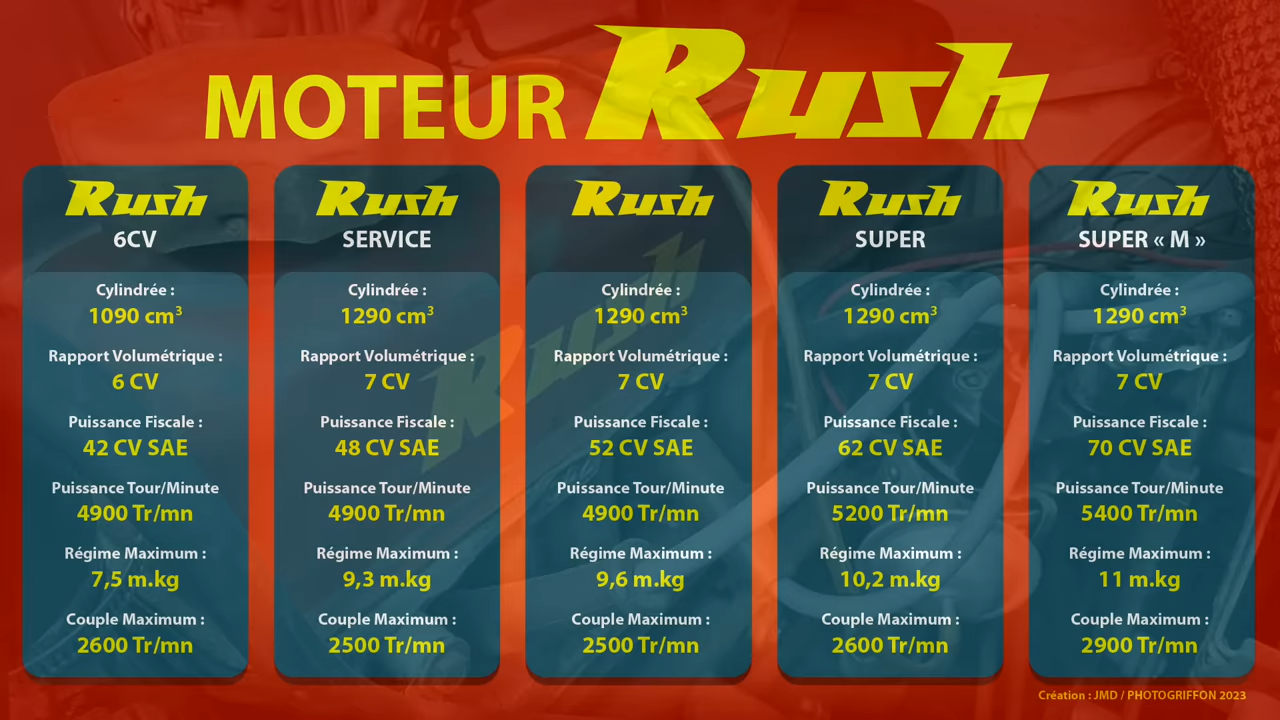 MOTEUR Rush
Rush
6CV
Cylindrée :
1090 cm³
Rapport Volumétrique :
6 CV
Puissance Fiscale :
42 CV SAE
Puissance Tour/Minute
4900 Tr/mn
Régime Maximum :
7,5 m.kg
Couple Maximum :
2600 Tr/mn
Rush
SERVICE
Cylindrée :
1290 cm³
Rapport Volumétrique :
7 CV
Puissance Fiscale :
48 CV SAE
Puissance Tour/Minute
4900 Tr/mn
Régime Maximum :
9,3 m.kg
Couple Maximum :
2500 Tr/mn
Rush
Cylindrée :
1290 cm³
Rapport Volumétrique :
7 CV
Puissance Fiscale :
52 CV SAE
Puissance Tour/Minute
4900 Tr/mn
Régime Maximum :
9,6 m.kg
Couple Maximum :
2500 Tr/mn
Rush
SUPER
Cylindrée :
1290 cm³
Rapport Volumétrique :
7 CV
Puissance Fiscale :
62 CV SAE
Puissance Tour/Minute
5200 Tr/mn
Régime Maximum :
10,2 m.kg
Couple Maximum :
2600 Tr/mn
Rush
SUPER « M »
Cylindrée :
1290 cm³
Rapport Volumétrique :
7 CV
Puissance Fiscale :
70 CV SAE
Puissance Tour/Minute
5400 Tr/mn
Régime Maximum :
11 m.kg
Couple Maximum :
2900 Tr/mn
Rush
Création : JMD / PHOTOGRIFFON 2023